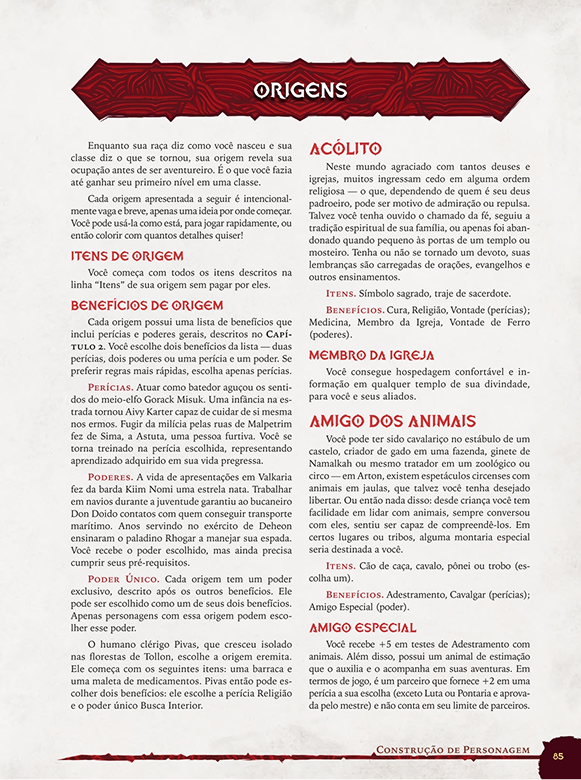 ORIGENS
Enquanto sua raça diz como você nasceu e sua
classe diz o que se tornou, sua origem revela sua
ocupação antes de ser aventureiro. É o que você fazia
até ganhar seu primeiro nível em uma classe.
Cada origem apresentada a seguir é intencional-
mente vaga e breve, apenas uma ideia por onde começar.
Você pode usá-la como está, para jogar rapidamente, ou
então colorir com quantos detalhes quiser!
ITENS DE ORIGEM
Você começa com todos os itens descritos na
linha “Itens” de sua origem sem pagar por eles.
BENEFÍCIOS DE ORIGEM
Cada origem possui uma lista de benefícios que
inclui perícias e poderes gerais, descritos no CAPÍ-
TULO 2. Você escolhe dois benefícios da lista — duas
perícias, dois poderes ou uma perícia e um poder. Se
preferir regras mais rápidas, escolha apenas perícias.
PERÍCIAS. Atuar como batedor aguçou os senti-
dos do meio-elfo Gorack Misuk. Uma infância na es-
trada tornou Aivy Karter capaz de cuidar de si mesma
nos ermos. Fugir da milícia pelas ruas de Malpetrim
fez de Sima, a Astuta, uma pessoa furtiva. Você se
torna treinado na perícia escolhida, representando
aprendizado adquirido em sua vida pregressa.
PODERES. A vida de apresentações em Valkaria
fez da barda Kiim Nomi uma estrela nata. Trabalhar
em navios durante a juventude garantiu ao bucaneiro
Don Doido contatos com quem conseguir transporte
marítimo. Anos servindo no exército de Deheon
ensinaram o paladino Rhogar a manejar sua espada.
Você recebe o poder escolhido, mas ainda precisa
cumprir seus pré-requisitos.
PODER ÚNICO. Cada origem tem um poder
exclusivo, descrito após os outros benefícios. Ele
pode ser escolhido como um de seus dois benefícios.
Apenas personagens com essa origem podem esco-
lher esse poder.
O humano clérigo Pivas, que cresceu isolado
nas florestas de Tollon, escolhe a origem eremita.
Ele começa com os seguintes itens: uma barraca e
uma maleta de medicamentos. Pivas então pode es-
colher dois benefícios: ele escolhe a perícia Religião
e o poder único Busca Interior.
ACÓLITO
Neste mundo agraciado com tantos deuses e
igrejas, muitos ingressam cedo em alguma ordem
religiosa — o que, dependendo de quem é seu deus
padroeiro, pode ser motivo de admiração ou repulsa.
Talvez você tenha ouvido o chamado da fé, seguiu a
tradição espiritual de sua família, ou apenas foi aban-
donado quando pequeno às portas de um templo ou
mosteiro. Tenha ou não se tornado um devoto, suas
lembranças são carregadas de orações, evangelhos e
outros ensinamentos.
ITENS. Símbolo sagrado, traje de sacerdote.
BENEFÍCIOS. Cura, Religião, Vontade (perícias);
Medicina, Membro da Igreja, Vontade de Ferro
(poderes).
MEMBRO DA IGREJA
Você consegue hospedagem confortável e in-
formação em qualquer templo de sua divindade,
para você e seus aliados.
AMIGO DOS ANIMAIS
Você pode ter sido cavalariço no estábulo de um
castelo, criador de gado em uma fazenda, ginete de
Namalkah ou mesmo tratador em um zoológico ou
circo — em Arton, existem espetáculos circenses com
animais em jaulas, que talvez você tenha desejado
libertar. Ou então nada disso: desde criança você tem
facilidade em lidar com animais, sempre conversou
com eles, sentiu ser capaz de compreendê-los. Em
certos lugares ou tribos, alguma montaria especial
seria destinada a você.
ITENS. Cão de caça, cavalo, pônei ou trobo (es-
colha um).
BENEFÍCIOS. Adestramento, Cavalgar (perícias);
Amigo Especial (poder).
AMIGO ESPECIAL
Você recebe +5 em testes de Adestramento com
animais. Além disso, possui um animal de estimação
que o auxilia e o acompanha em suas aventuras. Em
termos de jogo, é um parceiro que fornece +2 em uma
perícia a sua escolha (exceto Luta ou Pontaria e aprova-
da pelo mestre) e não conta em seu limite de parceiros.
CONSTRUÇÃO DE PERSONAGEM
85